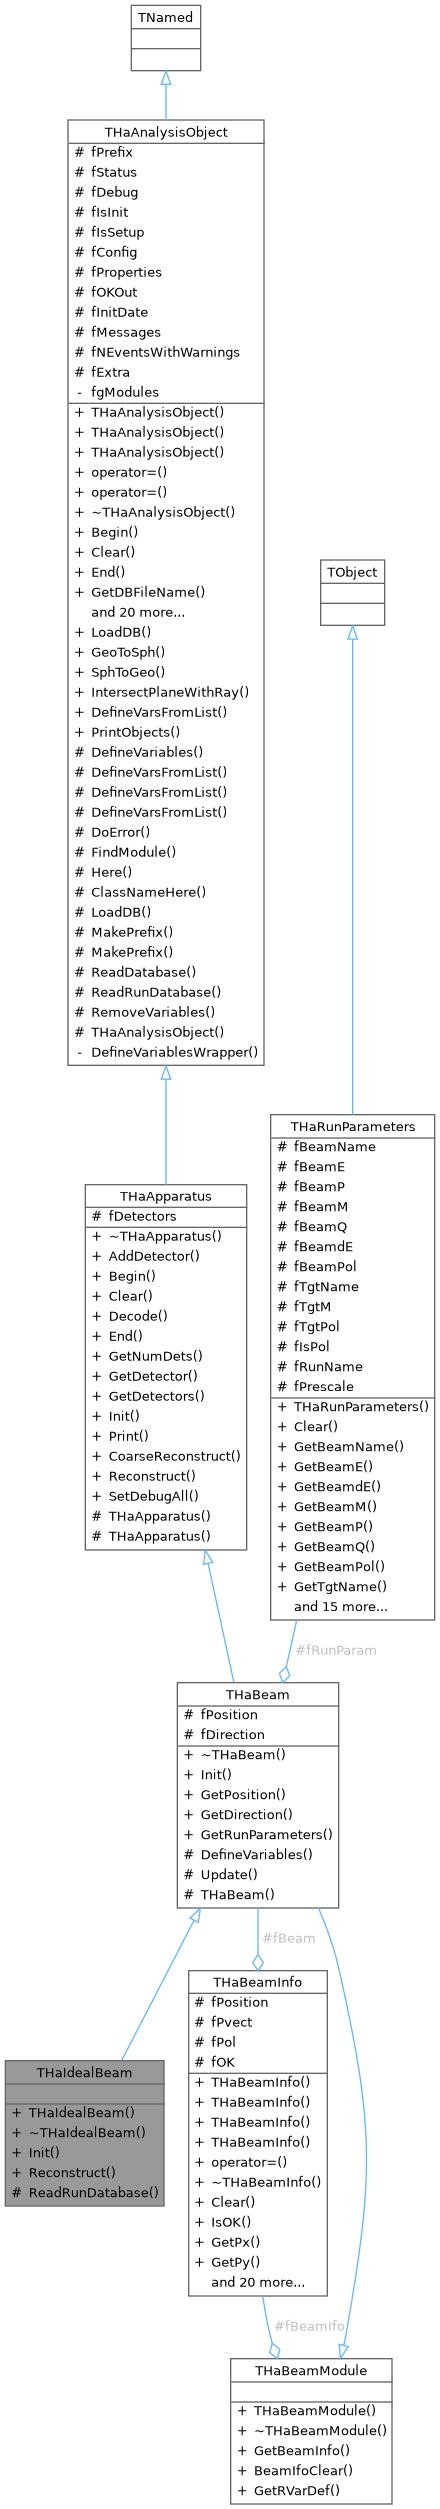 TNamed
THaAnalysisObject
# fPrefix
# fStatus
# fDebug
# fIsInit
# fIsSetup
# fConfig
# fProperties
# fOKOut
# fInitDate
# fMessages
# fNEventsWithWarnings
# fExtra
- fgModules
+ THaAnalysisObject()
+ THaAnalysisObject()
+ THaAnalysisObject()
+ operator=()
+ operator=()
+ ~THaAnalysisObject()
+ Begin()
+ Clear()
+ End()
+ GetDBFileName()
and 20 more...
+ LoadDB()
+ GeoToSph()
+ SphToGeo()
+ IntersectPlaneWithRay()
+ DefineVarsFromList()
+ PrintObjects()
# DefineVariables()
# DefineVarsFromList()
# DefineVarsFromList()
# DefineVarsFromList()
# DoError()
# FindModule()
# Here()
# ClassNameHere()
# LoadDB()
# MakePrefix()
# MakePrefix()
# ReadDatabase()
# ReadRunDatabase()
# RemoveVariables()
# THaAnalysisObject()
- DefineVariablesWrapper()
TObject
THaRunParameters
# fBeamName
# fBeamE
# fBeamP
# fBeamM
# fBeamQ
# fBeamdE
# fBeamPol
# fTgtName
# fTgtM
# fTgtPol
# fIsPol
# fRunName
# fPrescale
+ THaRunParameters()
+ Clear()
+ GetBeamName()
+ GetBeamE()
+ GetBeamdE()
+ GetBeamM()
+ GetBeamP()
+ GetBeamQ()
+ GetBeamPol()
+ GetTgtName()
and 15 more...
THaApparatus
# fDetectors
+ ~THaApparatus()
+ AddDetector()
+ Begin()
+ Clear()
+ Decode()
+ End()
+ GetNumDets()
+ GetDetector()
+ GetDetectors()
+ Init()
+ Print()
+ CoarseReconstruct()
+ Reconstruct()
+ SetDebugAll()
# THaApparatus()
# THaApparatus()
#fRunParam
THaBeam
# fPosition
# fDirection
+ ~THaBeam()
+ Init()
+ GetPosition()
+ GetDirection()
+ GetRunParameters()
# DefineVariables()
# Update()
# THaBeam()
#fBeam
THaIdealBeam
+ THaIdealBeam()
+ ~THaIdealBeam()
+ Init()
+ Reconstruct()
# ReadRunDatabase()
THaBeamInfo
# fPosition
# fPvect
# fPol
# fOK
+ THaBeamInfo()
+ THaBeamInfo()
+ THaBeamInfo()
+ THaBeamInfo()
+ operator=()
+ ~THaBeamInfo()
+ Clear()
+ IsOK()
+ GetPx()
+ GetPy()
and 20 more...
#fBeamIfo
THaBeamModule
+ THaBeamModule()
+ ~THaBeamModule()
+ GetBeamInfo()
+ BeamIfoClear()
+ GetRVarDef()